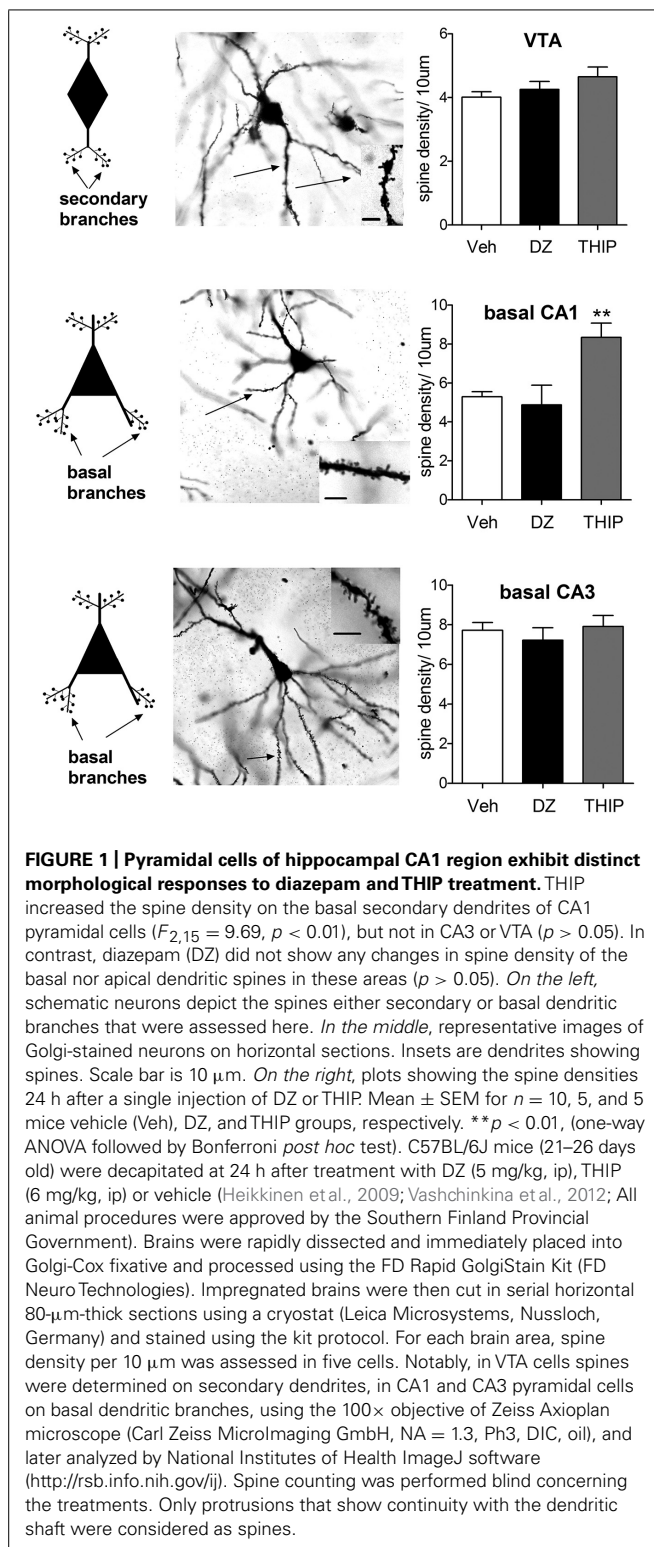 VTA
spine density/ 10um
6
4
2
0
Veh DZ THIP
secondary
branches
basal CA1
**
spine density/ 10um
10
8
6
4
2
0
Veh DZ THIP
basal
branches
basal CA3
spine density/ 10um
10
8
6
4
2
0
Veh DZ THIP
basal
branches
FIGURE 1 | Pyramidal cells of hippocampal CA1 region exhibit distinct
morphological responses to diazepam and THIP treatment. THIP
increased the spine density on the basal secondary dendrites of CA1
pyramidal cells (F2,15 = 9.69, p < 0.01), but not in CA3 or VTA (p > 0.05). In
contrast, diazepam (DZ) did not show any changes in spine density of the
basal nor apical dendritic spines in these areas (p > 0.05). On the left,
schematic neurons depict the spines either secondary or basal dendritic
branches that were assessed here. In the middle, representative images of
Golgi-stained neurons on horizontal sections. Insets are dendrites showing
spines. Scale bar is 10 μm. On the right, plots showing the spine densities
24 h after a single injection of DZ or THIP. Mean ± SEM for n = 10, 5, and 5
mice vehicle (Veh), DZ, and THIP groups, respectively. **p < 0.01, (one-way
ANOVA followed by Bonferroni post hoc test). C57BL/6J mice (21–26 days
old) were decapitated at 24 h after treatment with DZ (5 mg/kg, ip), THIP
(6 mg/kg, ip) or vehicle (Heikkinen et al., 2009; Vashchinkina et al., 2012; All
animal procedures were approved by the Southern Finland Provincial
Government). Brains were rapidly dissected and immediately placed into
Golgi-Cox fixative and processed using the FD Rapid GolgiStain Kit (FD
Neuro Technologies). Impregnated brains were then cut in serial horizontal
80-μm-thick sections using a cryostat (Leica Microsystems, Nussloch,
Germany) and stained using the kit protocol. For each brain area, spine
density per 10 μm was assessed in five cells. Notably, in VTA cells spines
were determined on secondary dendrites, in CA1 and CA3 pyramidal cells
on basal dendritic branches, using the 100× objective of Zeiss Axioplan
microscope (Carl Zeiss MicroImaging GmbH, NA = 1.3, Ph3, DIC, oil), and
later analyzed by National Institutes of Health ImageJ software
(http://rsb.info.nih.gov/ij). Spine counting was performed blind concerning
the treatments. Only protrusions that show continuity with the dendritic
shaft were considered as spines.